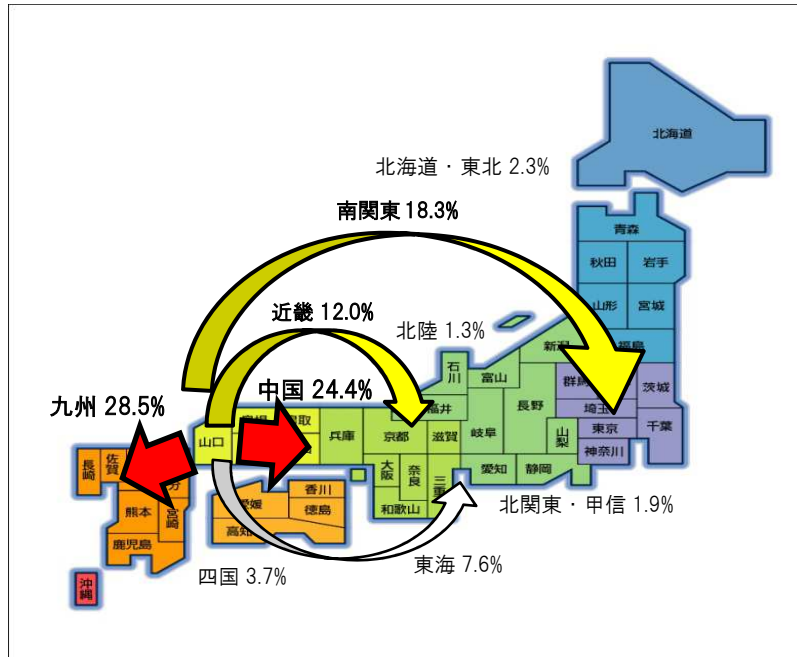 北海道
北海道・東北 2.3%
南関東 18.3%
青森
秋田
岩手
山形
宮城
福島
近畿 12.0%
北陸 1.3%
新潟
石川
富山
群馬
茨城
中国 24.4%
福井
長野
埼玉
九州 28.5%
山口
兵庫
京都
滋賀
岐阜
山梨
東京
千葉
神奈川
長崎
佐賀
大阪
奈良
三重
愛知
静岡
香川
愛媛
徳島
和歌山
北関東・甲信 1.9%
熊本
宮崎
高知
鹿児島
四国 3.7%
東海 7.6%
沖縄